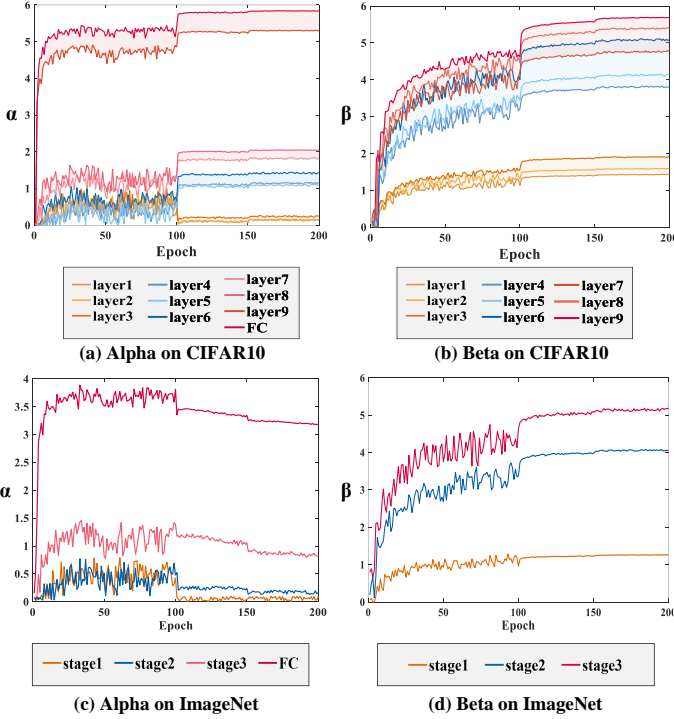 6
5
4
3
2
1
0
α
0 50 100 150 200
Epoch
layer1 layer4 layer7
layer2 layer5 layer8
layer3 layer6 layer9
FC
(a) Alpha on CIFAR10
6
5
4
3
2
1
0
β
0 50 100 150 200
Epoch
layer1 layer4 layer7
layer2 layer5 layer8
layer3 layer6 layer9
(b) Beta on CIFAR10
4
3.5
3
2.5
2
1.5
1
0.5
0
α
0 50 100 150 200
Epoch
stage1 stage2 stage3 FC
(c) Alpha on ImageNet
6
5
4
3
2
1
0
β
0 50 100 150 200
Epoch
stage1 stage2 stage3
(d) Beta on ImageNet